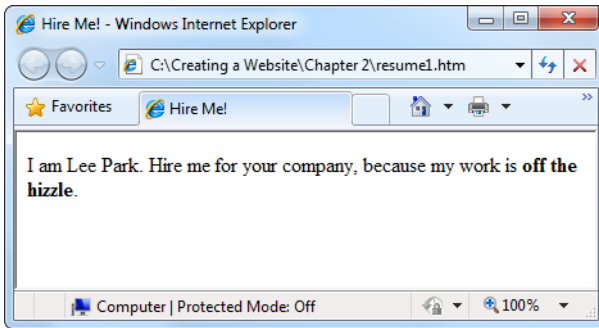 Hire Me! - Windows Internet Explorer
C:\Creating a Website\Chapter 2\resume1.htm
Favorites Hire Me! »
I am Lee Park. Hire me for your company, because my work is off the
hizzle.
Computer | Protected Mode: Off 100%